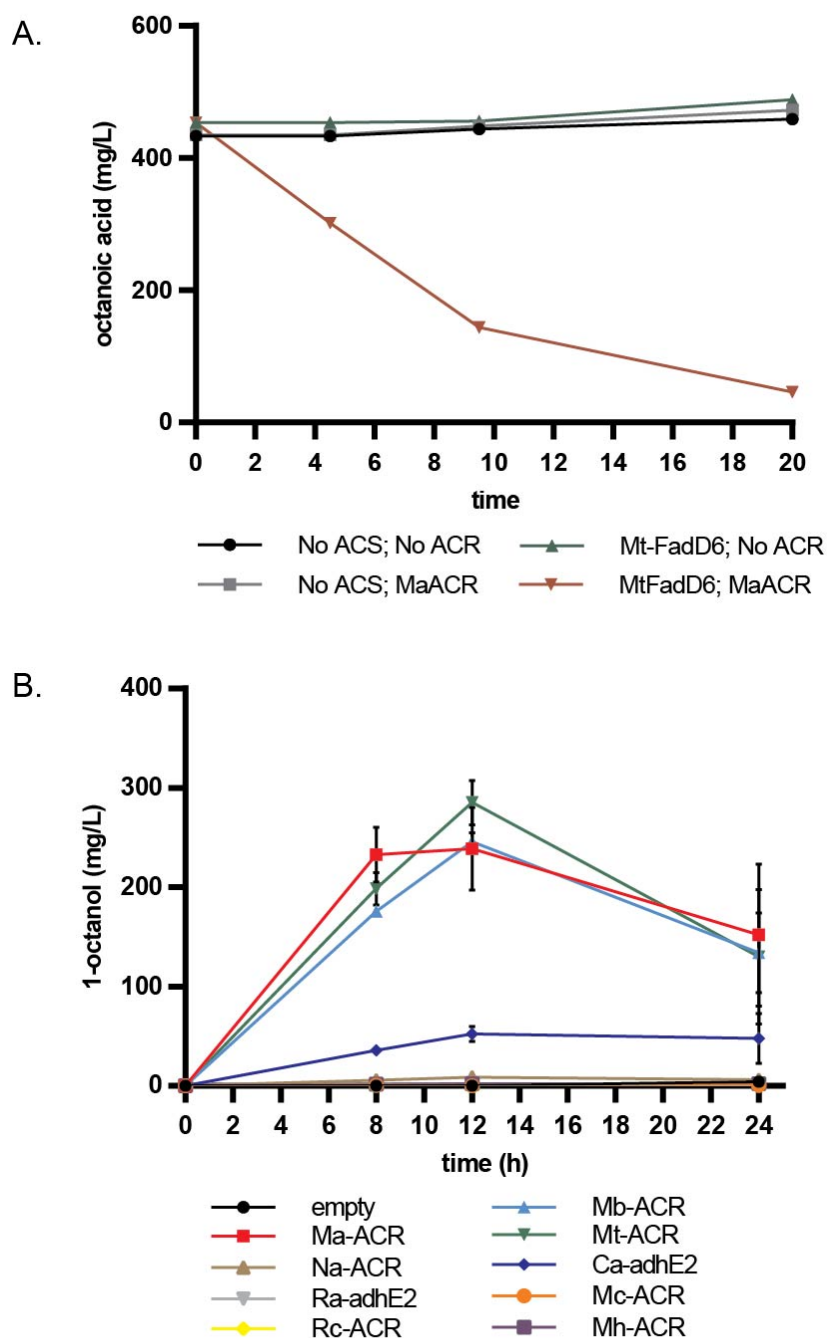 A.
600
400
200
0
octanoic acid (mg/L)
0 2 4 6 8 10 12 14 16 18 20
time
No ACS; No ACR
Mt-FadD6; No ACR
No ACS; MaACR
MtFadD6; MaACR
B.
400
300
200
100
0
1-octanol (mg/L)
0 2 4 6 8 10 12 14 16 18 20 22 24
time (h)
empty
Mb-ACR
Ma-ACR
Mt-ACR
Na-ACR
Ca-adhE2
Ra-adhE2
Mc-ACR
Rc-ACR
Mh-ACR